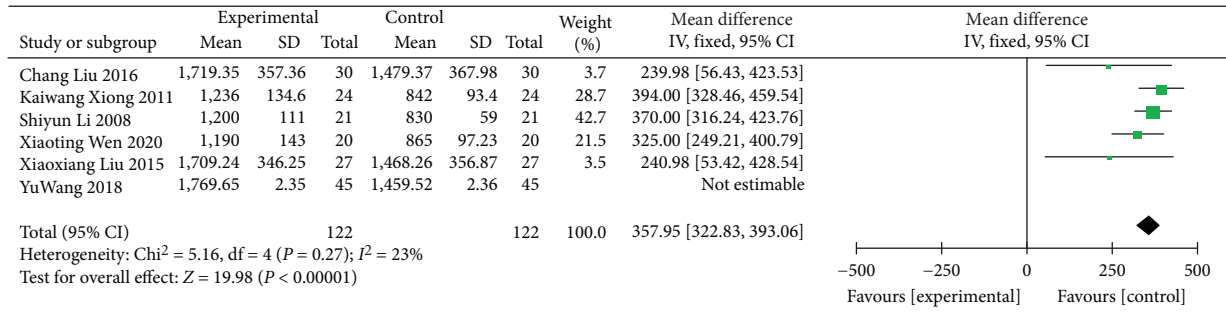 Experimental Control Weight Mean difference Mean difference
Study or subgroup Mean SD Total Mean SD Total (%) IV, fixed, 95% CI IV, fixed, 95% CI
Chang Liu 2016 1,719.35 357.36 30 1,479.37 367.98 30 3.7 239.98 [56.43, 423.53]
Kaiwang Xiong 2011 1,236 134.6 24 842 93.4 24 28.7 394.00 [328.46, 459.54]
Shiyun Li 2008 1,200 111 21 830 59 21 42.7 370.00 [316.24, 423.76]
Xiaoting Wen 2020 1,190 143 20 865 97.23 20 21.5 325.00 [249.21, 400.79]
Xiaoxiang Liu 2015 1,709.24 346.25 27 1,468.26 356.87 27 3.5 240.98 [53.42, 428.54]
YuWang 2018 1,769.65 2.35 45 1,459.52 2.36 45 Not estimable
Total (95% CI) 122 122 100.0 357.95 [322.83, 393.06]
Heterogeneity: Chi² = 5.16, df = 4 (P = 0.27); I² = 23%
Test for overall effect: Z = 19.98 (P < 0.00001)
−500 −250 0 250 500
Favours [experimental] Favours [control]